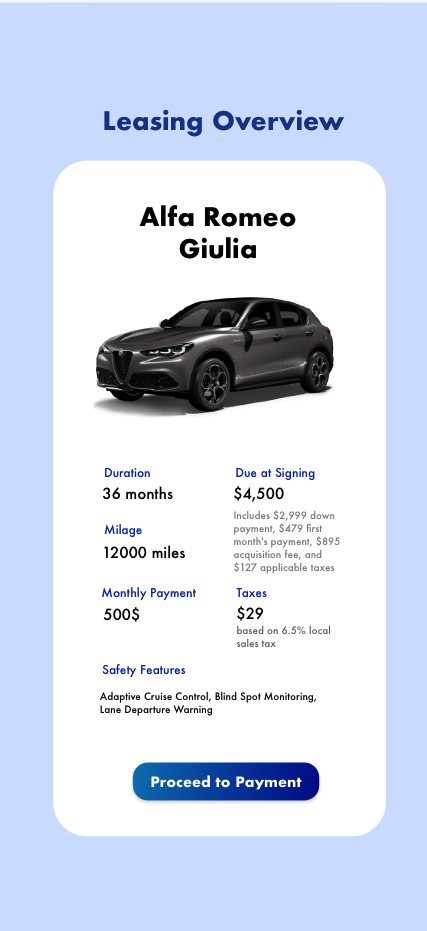 Leasing Overview
Alfa Romeo
Giulia
Duration
36 months
Due at Signing
$4,500
Includes $2,999 down
payment, $479 first
month's payment, $895
acquisition fee, and
$127 applicable taxes
Milage
12000 miles
Monthly Payment
500$
Taxes
$29
based on 6.5% local
sales tax
Safety Features
Adaptive Cruise Control, Blind Spot Monitoring,
Lane Departure Warning
Proceed to Payment